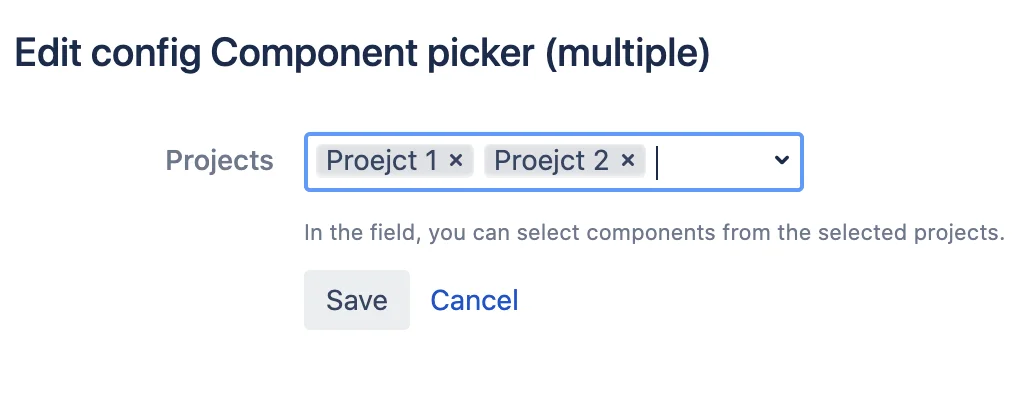 Edit config Component picker (multiple)
Projects Proejct 1 × Proejct 2 ×
In the field, you can select components from the selected projects.
Save Cancel